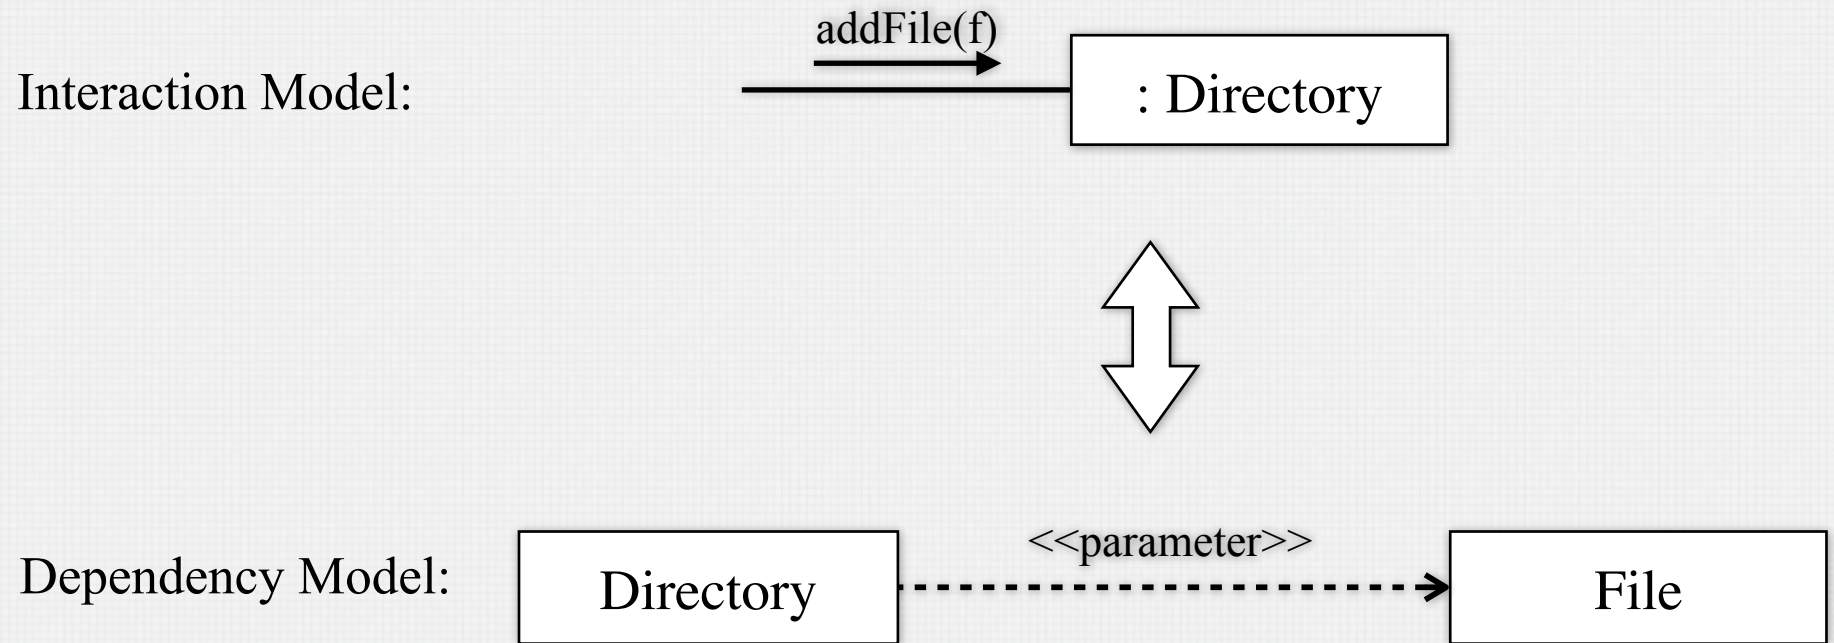 addFile(f)
Interaction Model:
: Directory
<<parameter>>
Dependency Model:
Directory
File